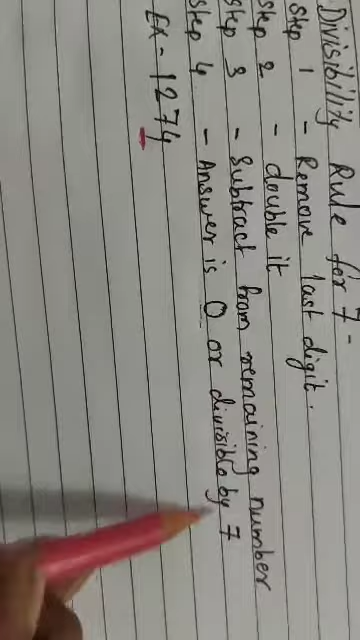 Divisibility Rule for 7 -
Step 1 - Remove last digit.
Step 2 - double it
Step 3 - Subtract from remaining number
Step 4 - Answer is 0 or divisible by 7
Ex - 1274